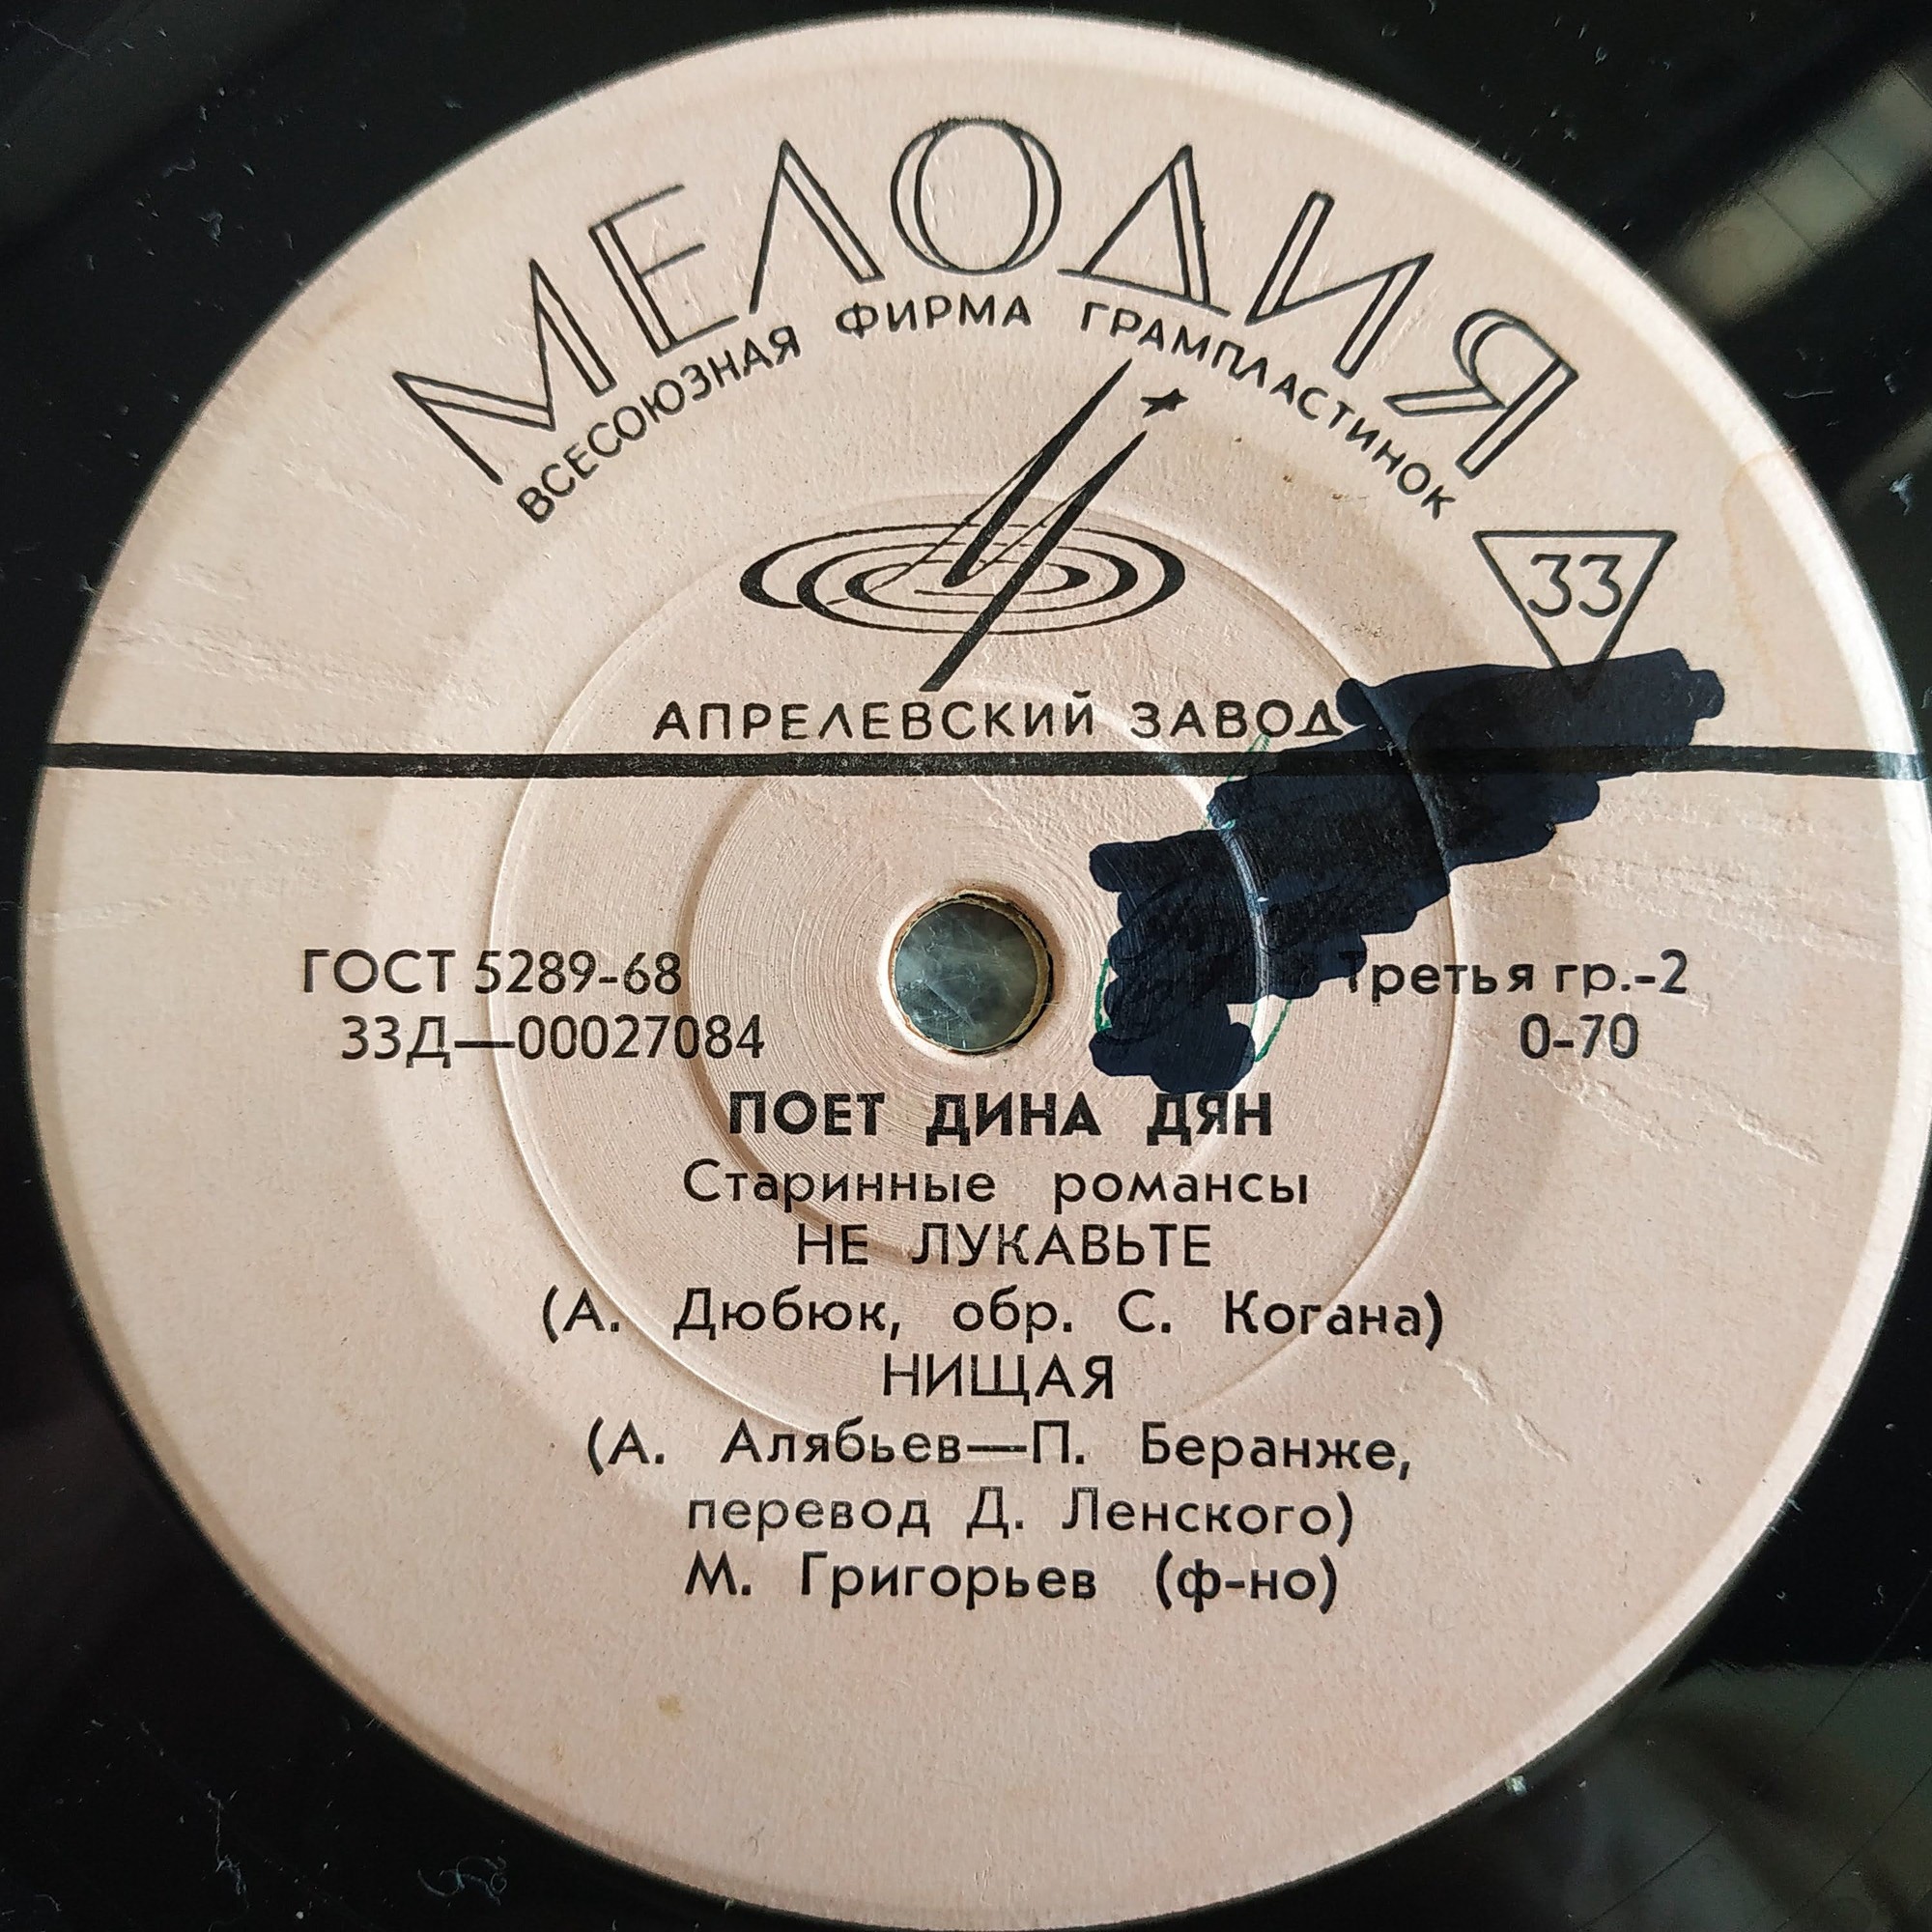 МЕЛОДИЯ
ВСЕСОЮЗНАЯ ФИРМА ГРАМПЛАСТИНОК
33
АПРЕЛЕВСКИЙ ЗАВОД
ГОСТ 5289-68 Третья гр.-2
33Д—00027084 0-70
ПОЕТ ДИНА ДЯН
Старинные романсы
НЕ ЛУКАВЬТЕ
(А. Дюбюк, обр. С. Когана)
НИЩАЯ
(А. Алябьев—П. Беранже,
перевод Д. Ленского)
М. Григорьев (ф-но)